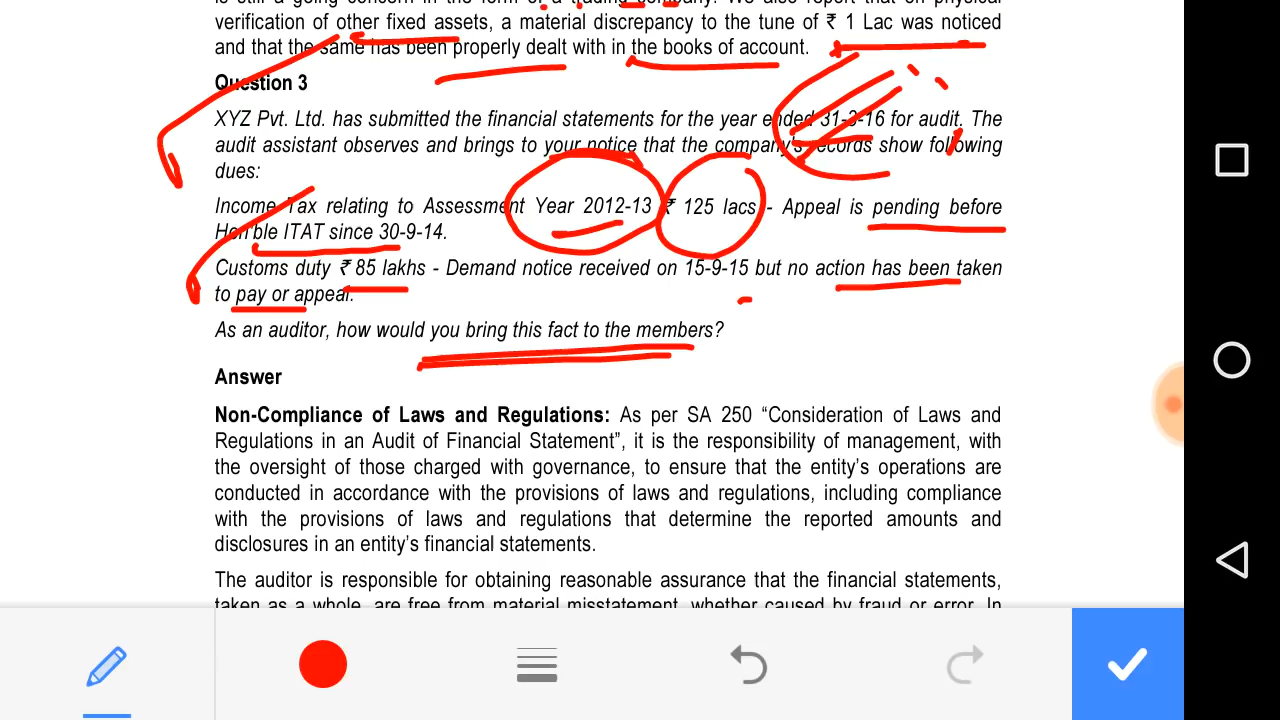 is still a going concern in the form of a trading company. We also report that on physical
verification of other fixed assets, a material discrepancy to the tune of ₹ 1 Lac was noticed
and that the same has been properly dealt with in the books of account.
Question 3
XYZ Pvt. Ltd. has submitted the financial statements for the year ended 31-3-16 for audit. The
audit assistant observes and brings to your notice that the company's records show following
dues:
Income Tax relating to Assessment Year 2012-13 ₹ 125 lacs - Appeal is pending before
Hon'ble ITAT since 30-9-14.
Customs duty ₹ 85 lakhs - Demand notice received on 15-9-15 but no action has been taken
to pay or appeal.
As an auditor, how would you bring this fact to the members?
Answer
Non-Compliance of Laws and Regulations: As per SA 250 “Consideration of Laws and
Regulations in an Audit of Financial Statement”, it is the responsibility of management, with
the oversight of those charged with governance, to ensure that the entity’s operations are
conducted in accordance with the provisions of laws and regulations, including compliance
with the provisions of laws and regulations that determine the reported amounts and
disclosures in an entity’s financial statements.
The auditor is responsible for obtaining reasonable assurance that the financial statements,
taken as a whole, are free from material misstatement, whether caused by fraud or error. In